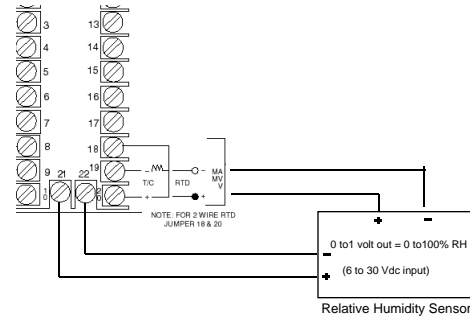 3 13
4 14
5 15
6 16
7 17
8 18
9 21 22 19
10 20
T/C RTD
- + - + MA
MV
V
NOTE: FOR 2 WIRE RTD
JUMPER 18 & 20
+ -
0 to1 volt out = 0 to100% RH
-
(6 to 30 Vdc input)
+
Relative Humidity Sensor